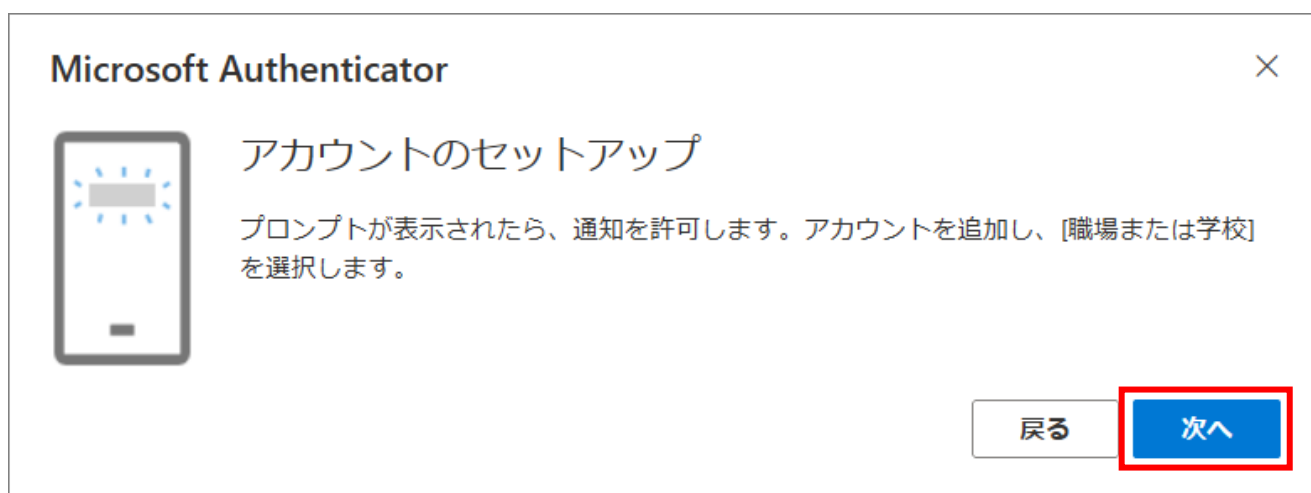 Microsoft Authenticator
アカウントのセットアップ
プロンプトが表示されたら、通知を許可します。アカウントを追加し、[職場または学校]
を選択します。
戻る
次へ